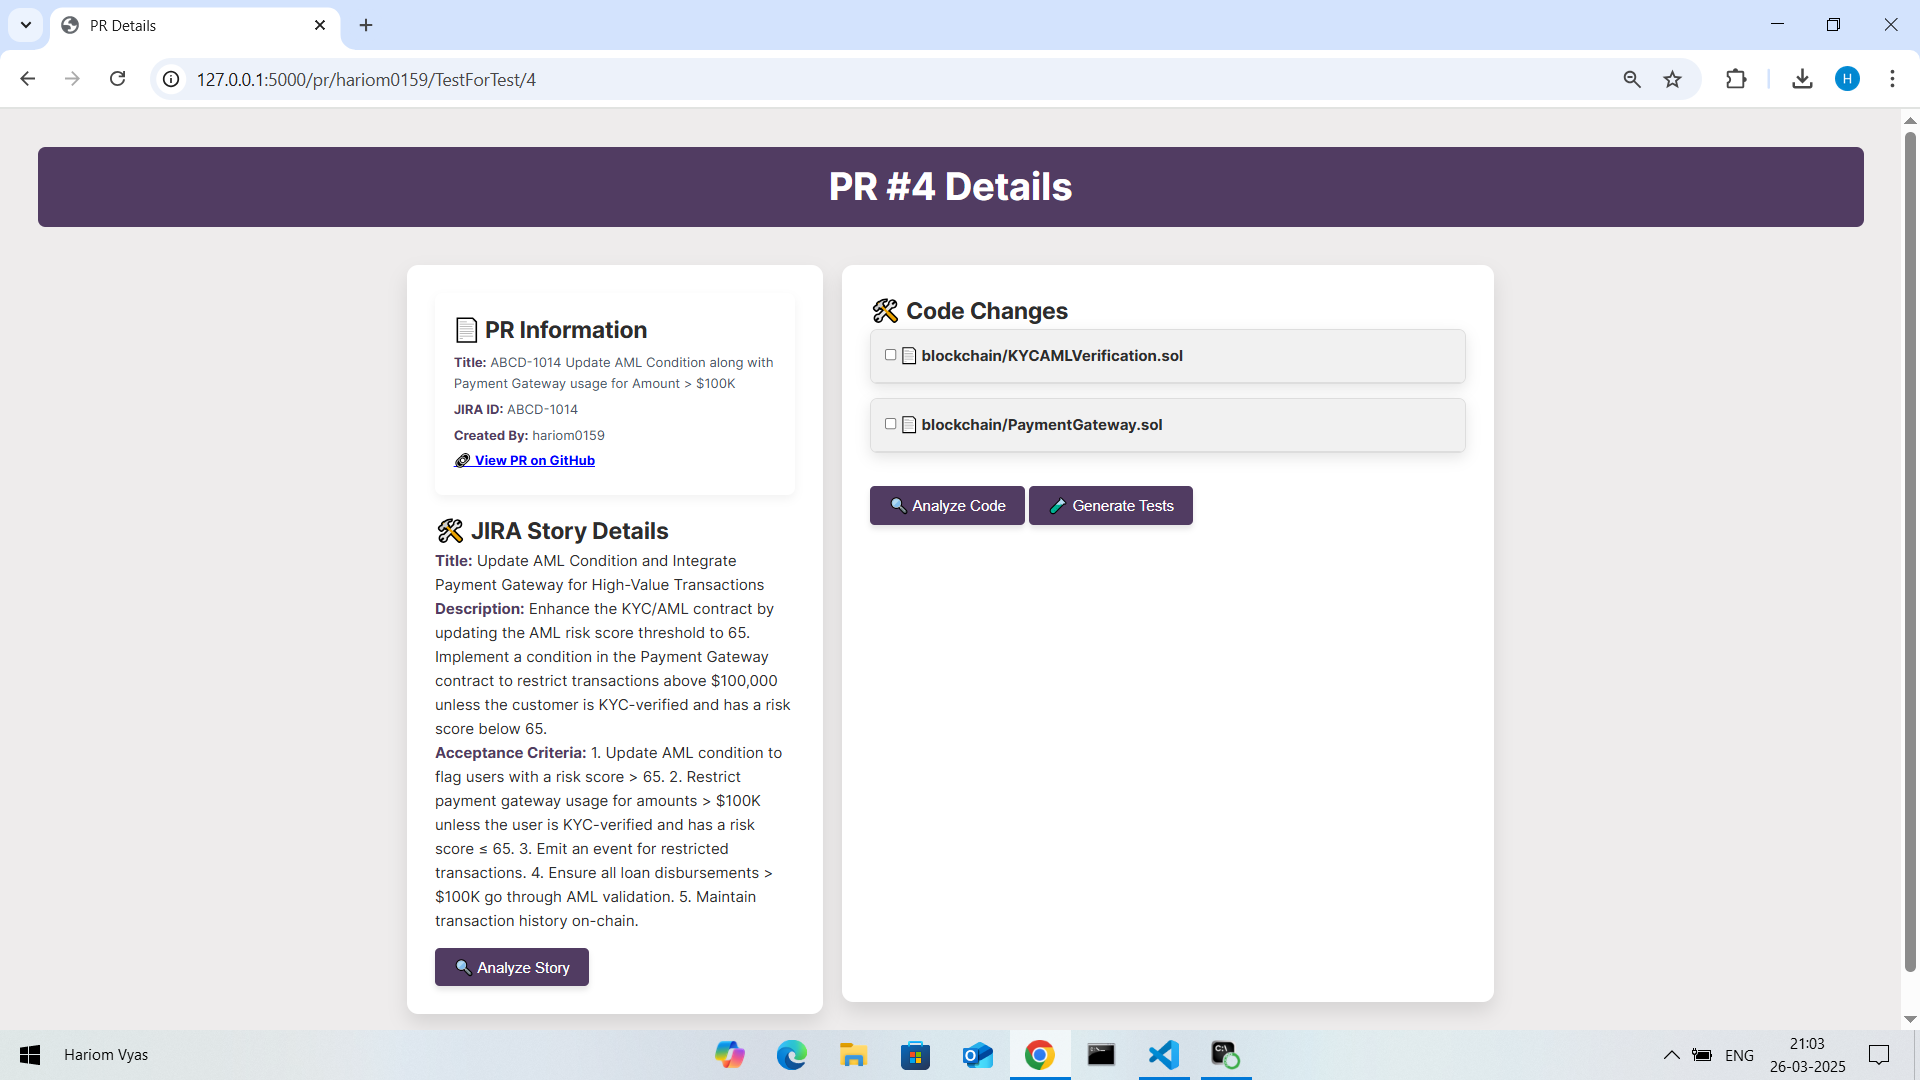 PR Details
127.0.0.1:5000/pr/hariom0159/TestForTest/4
H
PR #4 Details
PR Information
Title: ABCD-1014 Update AML Condition along with
Payment Gateway usage for Amount > $100K
JIRA ID: ABCD-1014
Created By: hariom0159
View PR on GitHub
JIRA Story Details
Title: Update AML Condition and Integrate
Payment Gateway for High-Value Transactions
Description: Enhance the KYC/AML contract by
updating the AML risk score threshold to 65.
Implement a condition in the Payment Gateway
contract to restrict transactions above $100,000
unless the customer is KYC-verified and has a risk
score below 65.
Acceptance Criteria: 1. Update AML condition to
flag users with a risk score > 65. 2. Restrict
payment gateway usage for amounts > $100K
unless the user is KYC-verified and has a risk
score ≤ 65. 3. Emit an event for restricted
transactions. 4. Ensure all loan disbursements >
$100K go through AML validation. 5. Maintain
transaction history on-chain.
Analyze Story
Code Changes
blockchain/KYCAMLVerification.sol
blockchain/PaymentGateway.sol
Analyze Code
Generate Tests
Hariom Vyas
ENG
21:03
26-03-2025